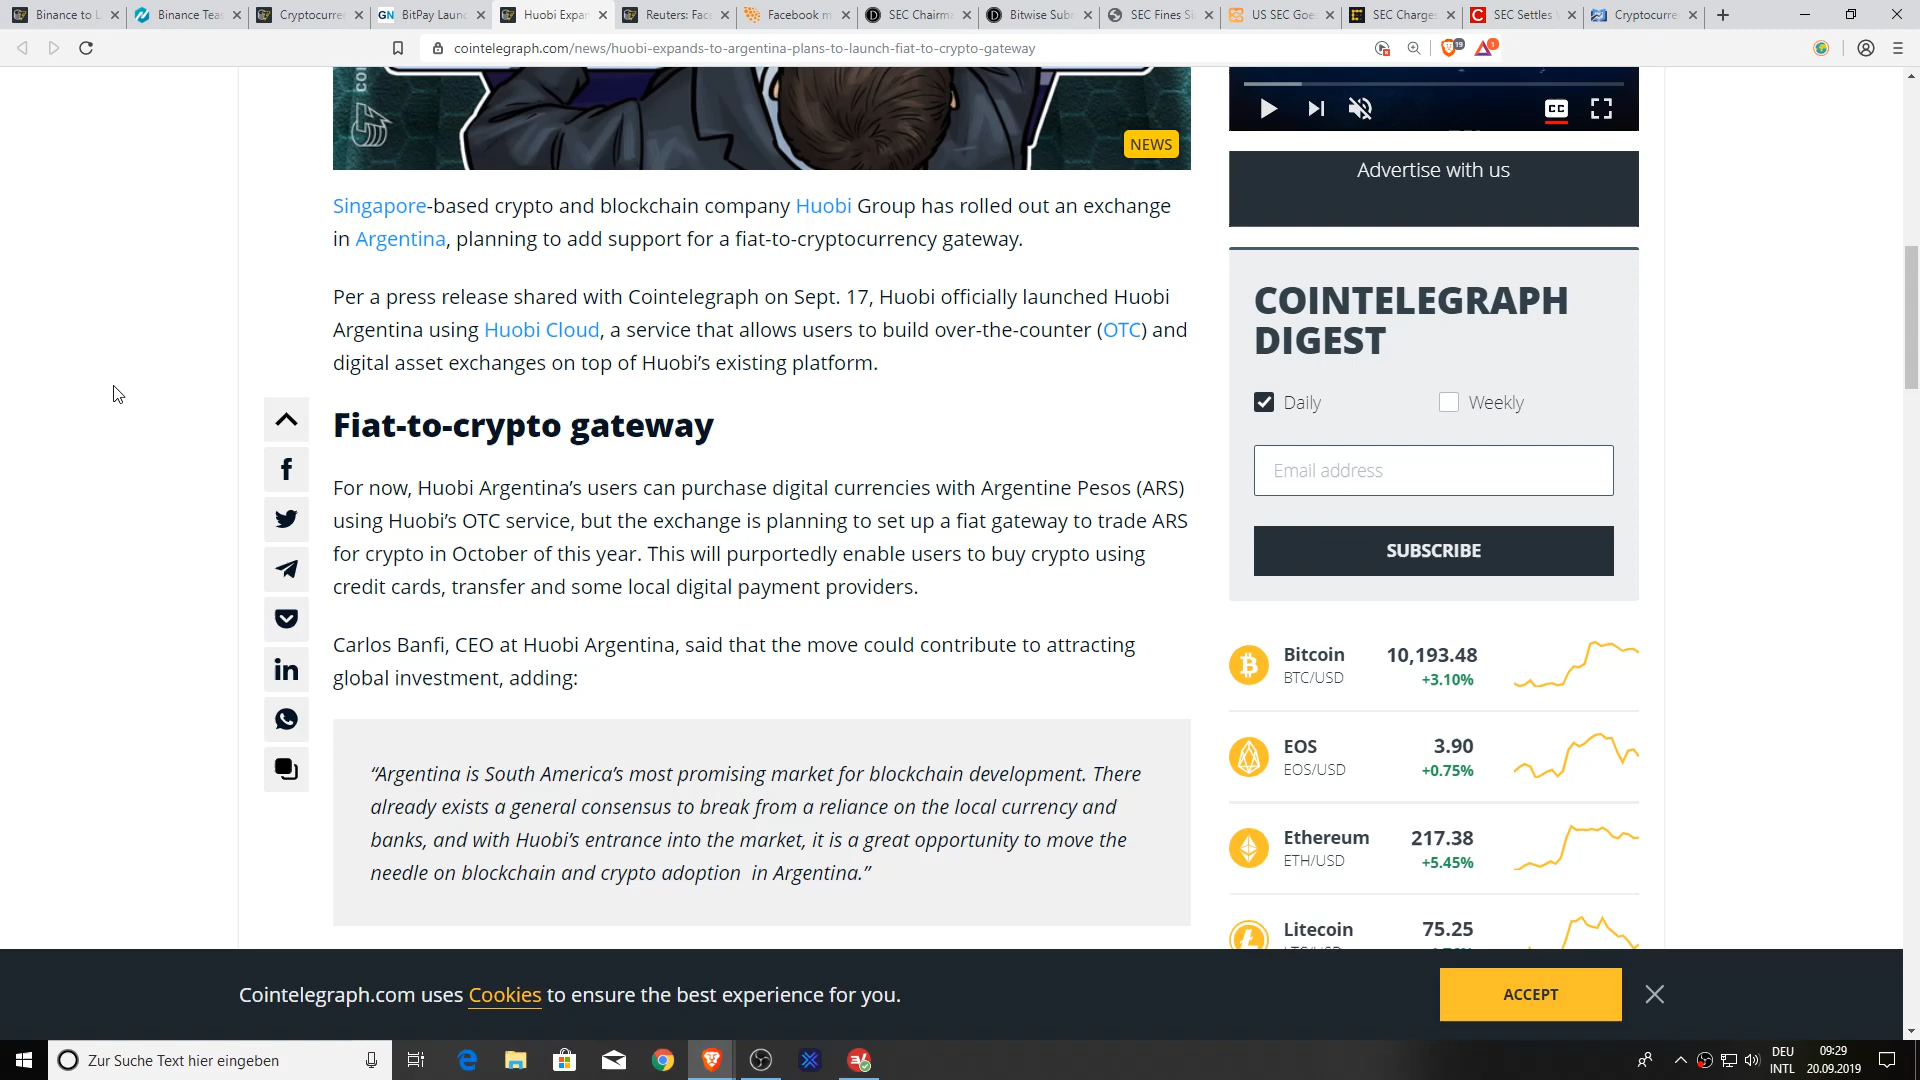 Binance to L
Binance Tea
Cryptocurre
GN BitPay Laun
Huobi Expan
Reuters: Fac
Facebook m
SEC Chairma
Bitwise Subr
SEC Fines Si
US SEC Goe
SEC Charge
SEC Settles
Cryptocurre
cointelegraph.com/news/huobi-expands-to-argentina-plans-to-launch-fiat-to-crypto-gateway
19
1
NEWS
CC
Advertise with us
Singapore-based crypto and blockchain company Huobi Group has rolled out an exchange
in Argentina, planning to add support for a fiat-to-cryptocurrency gateway.
Per a press release shared with Cointelegraph on Sept. 17, Huobi officially launched Huobi
Argentina using Huobi Cloud, a service that allows users to build over-the-counter (OTC) and
digital asset exchanges on top of Huobi’s existing platform.
Fiat-to-crypto gateway
For now, Huobi Argentina’s users can purchase digital currencies with Argentine Pesos (ARS)
using Huobi’s OTC service, but the exchange is planning to set up a fiat gateway to trade ARS
for crypto in October of this year. This will purportedly enable users to buy crypto using
credit cards, transfer and some local digital payment providers.
Carlos Banfi, CEO at Huobi Argentina, said that the move could contribute to attracting
global investment, adding:
“Argentina is South America’s most promising market for blockchain development. There
already exists a general consensus to break from a reliance on the local currency and
banks, and with Huobi’s entrance into the market, it is a great opportunity to move the
needle on blockchain and crypto adoption in Argentina.”
COINTELEGRAPH
DIGEST
Daily
Weekly
Email address
SUBSCRIBE
Bitcoin 10,193.48
BTC/USD +3.10%
EOS 3.90
EOS/USD +0.75%
Ethereum 217.38
ETH/USD +5.45%
Litecoin 75.25
Cointelegraph.com uses Cookies to ensure the best experience for you.
ACCEPT
Zur Suche Text hier eingeben
DEU
INTL
09:29
20.09.2019